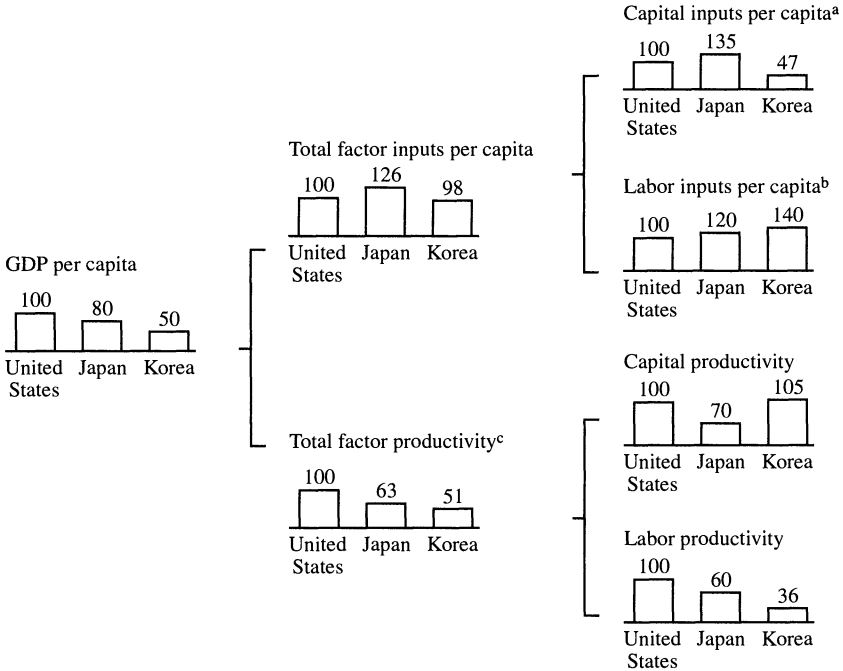 GDP per capita
100 80 50
United Japan Korea
States
Total factor inputs per capita
100 126 98
United Japan Korea
States
Total factor productivityᶜ
100 63 51
United Japan Korea
States
Capital inputs per capitaᵃ
100 135 47
United Japan Korea
States
Labor inputs per capitaᵇ
100 120 140
United Japan Korea
States
Capital productivity
100 70 105
United Japan Korea
States
Labor productivity
100 60 36
United Japan Korea
States